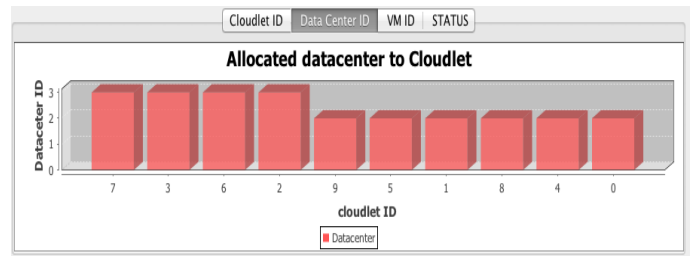 Cloudlet ID Data Center ID VM ID STATUS
Allocated datacenter to Cloudlet
Dataceter ID
3
2
1
0
7 3 6 2 9 5 1 8 4 0
cloudlet ID
Datacenter